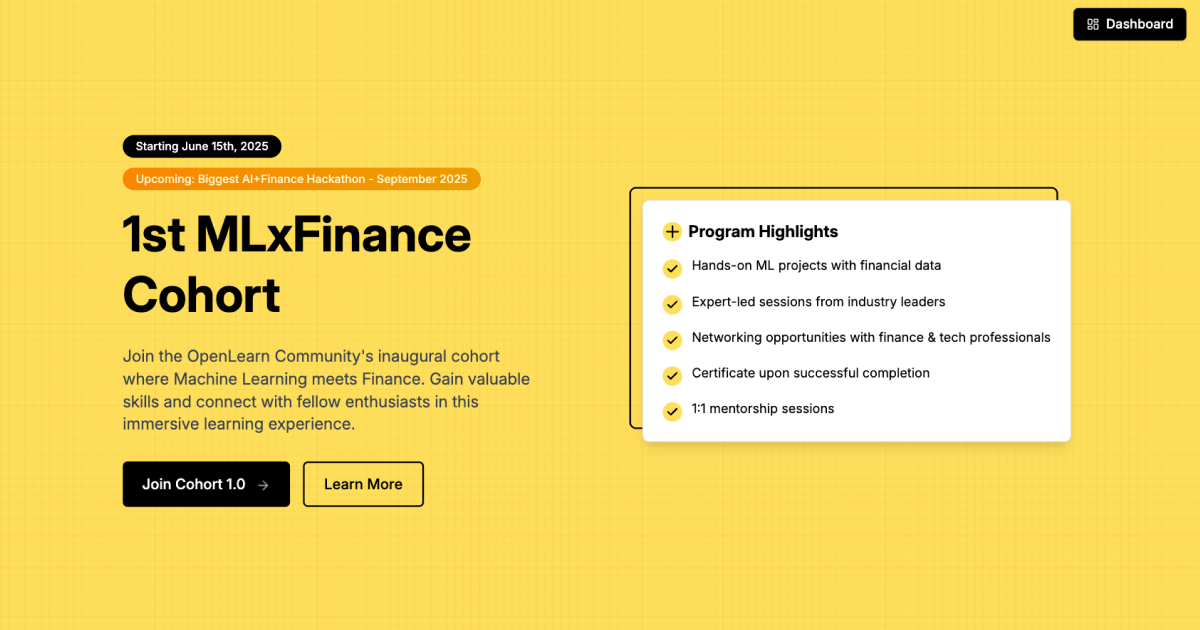 Dashboard
Starting June 15th, 2025
Upcoming: Biggest AI+Finance Hackathon - September 2025
1st MLxFinance
Cohort
Join the OpenLearn Community's inaugural cohort
where Machine Learning meets Finance. Gain valuable
skills and connect with fellow enthusiasts in this
immersive learning experience.
Join Cohort 1.0 →
Learn More
Program Highlights
Hands-on ML projects with financial data
Expert-led sessions from industry leaders
Networking opportunities with finance & tech professionals
Certificate upon successful completion
1:1 mentorship sessions